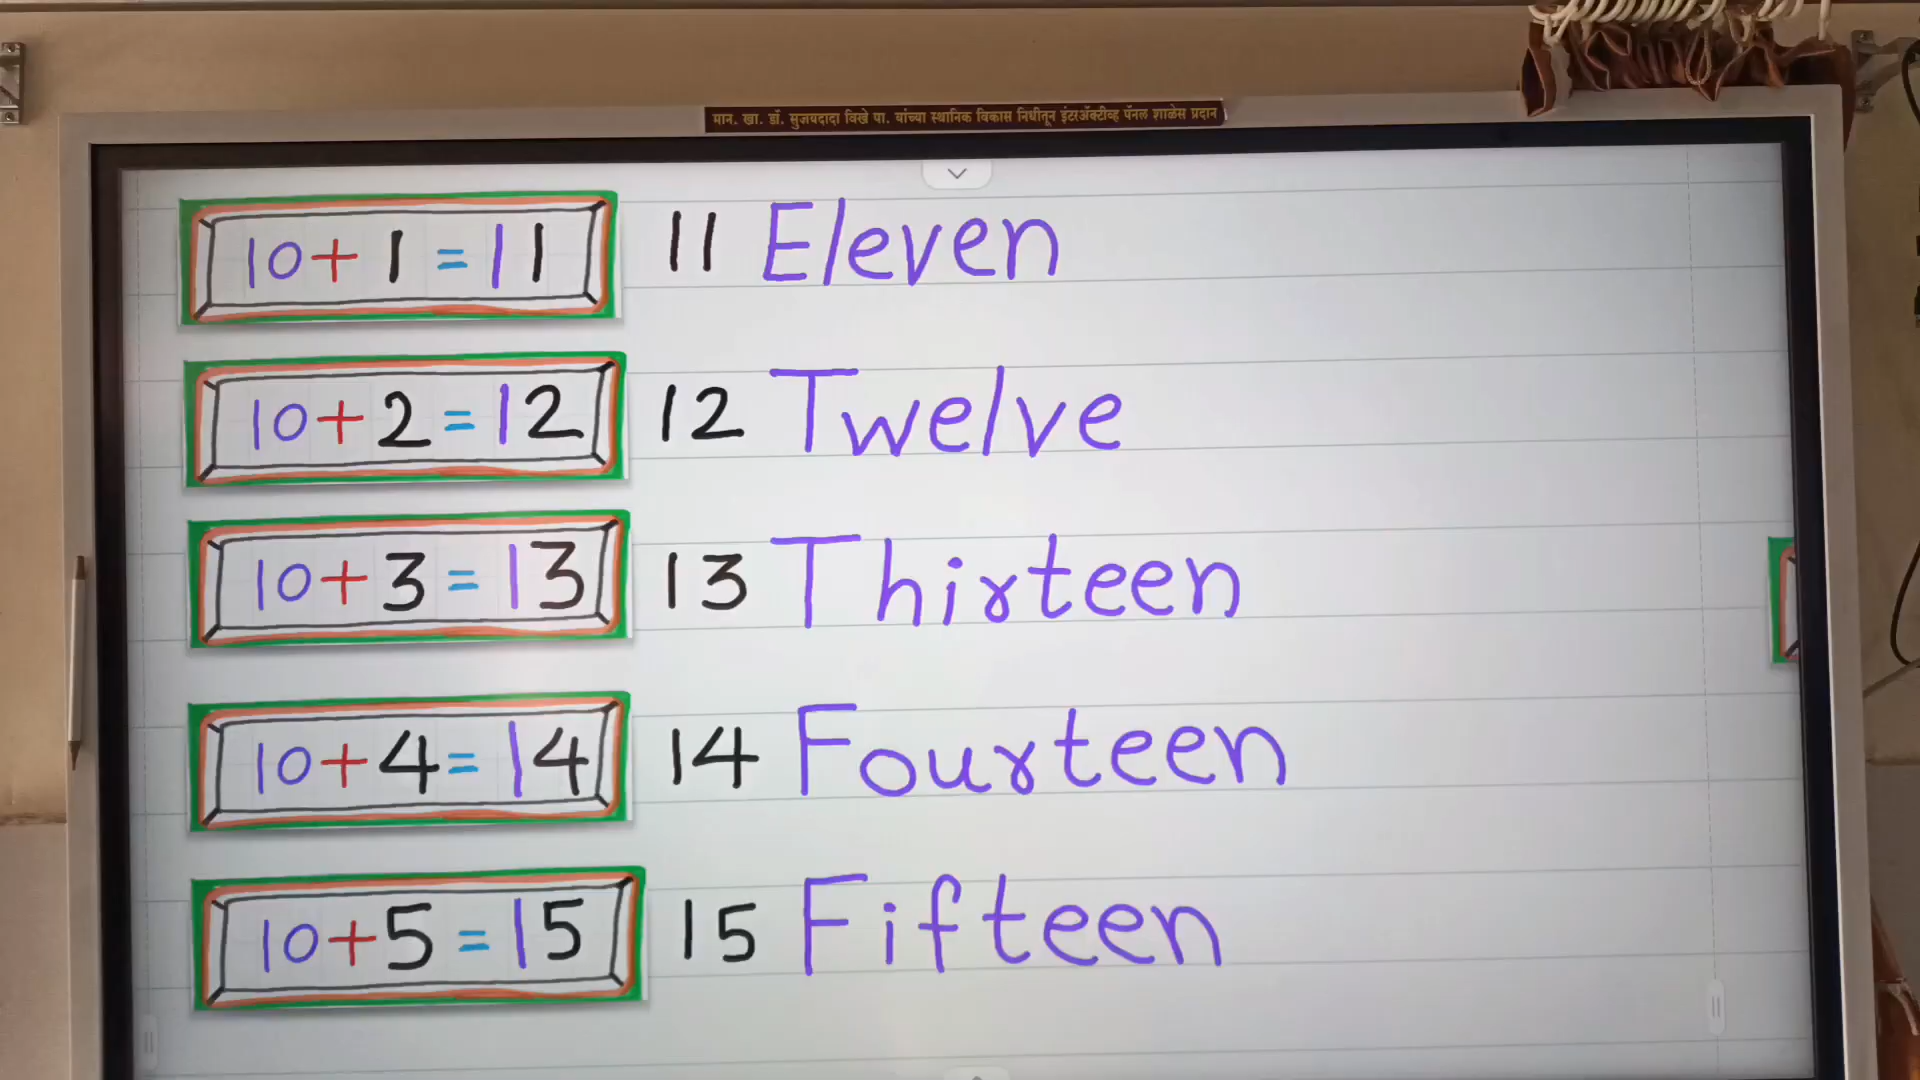 मान. खा. डॉ. सुजयदादा विखे पा. यांच्या स्थानिक विकास निधीतून इंटरॲक्टीव्ह पॅनल शाळेस प्रदान
10+1=11 11 Eleven
10+2=12 12 Twelve
10+3=13 13 Thirteen
10+4=14 14 Fourteen
10+5=15 15 Fifteen